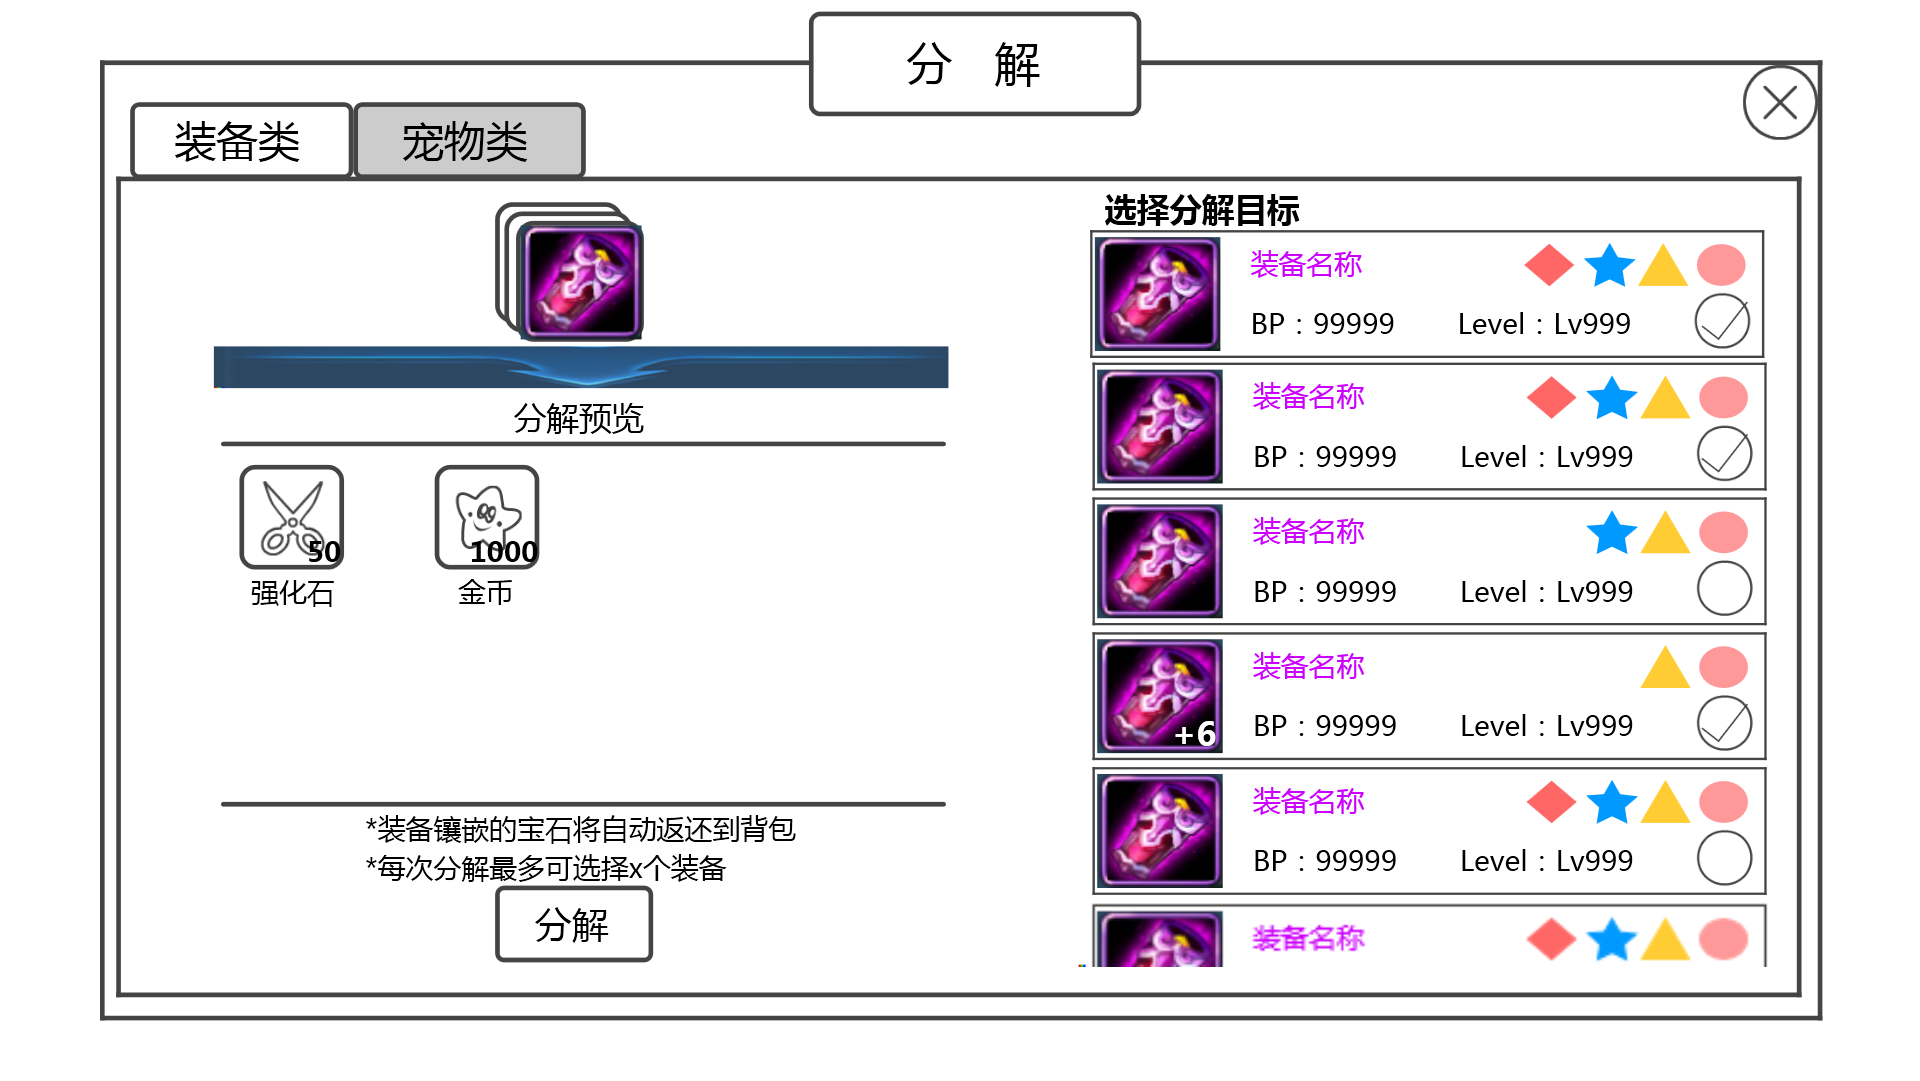 分 解
装备类
宠物类
分解预览
50
强化石
1000
金币
*装备镶嵌的宝石将自动返还到背包
*每次分解最多可选择x个装备
分解
选择分解目标
装备名称
BP：99999 Level：Lv999
装备名称
BP：99999 Level：Lv999
装备名称
BP：99999 Level：Lv999
+6
装备名称
BP：99999 Level：Lv999
装备名称
BP：99999 Level：Lv999
装备名称